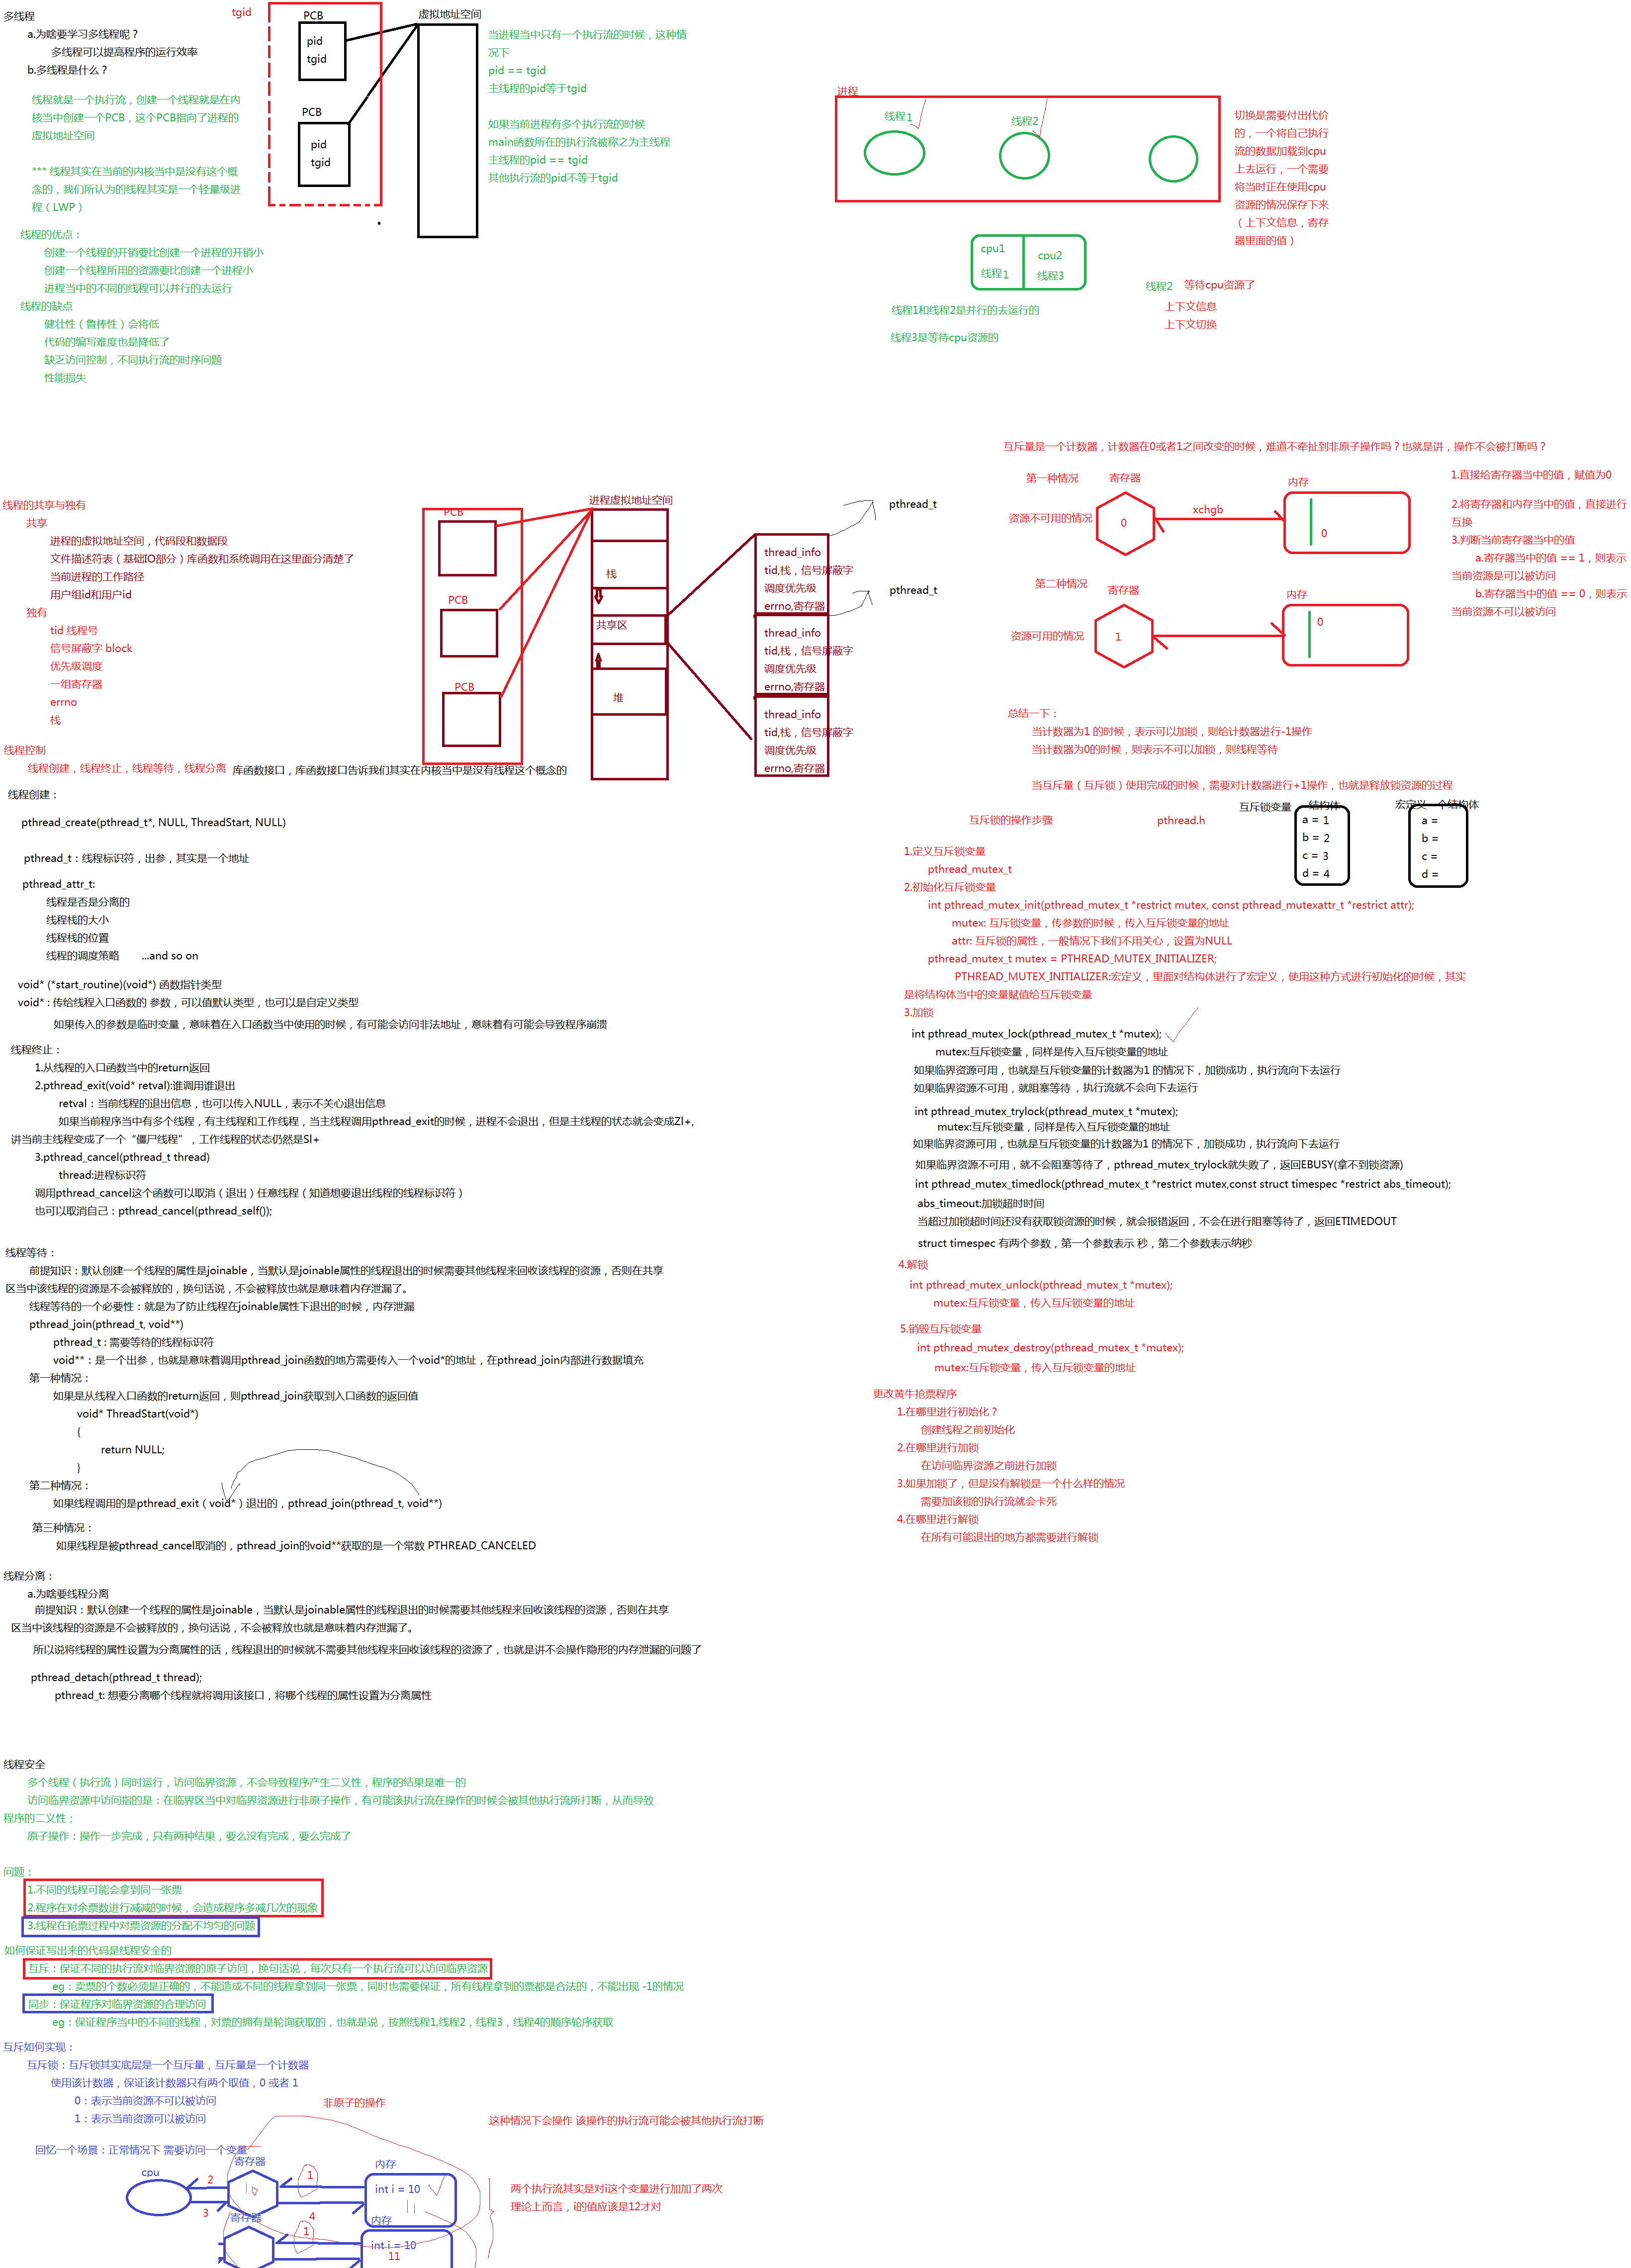 多线程
a.为啥要学习多线程呢？
多线程可以提高程序的运行效率
b.多线程是什么？
线程就是一个执行流，创建一个线程就是在内
核当中创建一个PCB，这个PCB指向了进程的
虚拟地址空间
*** 线程其实在当前的内核当中是没有这个概
念的，我们所认为的线程其实是一个轻量级进
程（LWP）
线程的优点：
创建一个线程的开销要比创建一个进程的开销小
创建一个线程所用的资源要比创建一个进程小
进程当中的不同的线程可以并行的去运行
线程的缺点
健壮性（鲁棒性）会将低
代码的编写难度也是降低了
缺乏访问控制，不同执行流的时序问题
性能损失
tgid
PCB
pid
tgid
PCB
pid
tgid
虚拟地址空间
当进程当中只有一个执行流的时候，这种情
况下
pid == tgid
主线程的pid等于tgid
如果当前进程有多个执行流的时候
main函数所在的执行流被称之为主线程
主线程的pid == tgid
其他执行流的pid不等于tgid
进程
线程1
线程2
切换是需要付出代价
的，一个将自己执行
流的数据加载到cpu
上去运行，一个需要
将当时正在使用cpu
资源的情况保存下来
（上下文信息，寄存
器里面的值）
cpu1
线程1
cpu2
线程3
线程2 等待cpu资源了
上下文信息
上下文切换
线程1和线程2是并行的去运行的
线程3是等待cpu资源的
线程的共享与独有
共享
进程的虚拟地址空间，代码段和数据段
文件描述符表（基础IO部分）库函数和系统调用在这里面分清楚了
当前进程的工作路径
用户组id和用户id
独有
tid 线程号
信号屏蔽字 block
优先级调度
一组寄存器
errno
栈
线程控制
线程创建，线程终止，线程等待，线程分离 库函数接口，库函数接口告诉我们其实在内核当中是没有线程这个概念的
PCB
PCB
PCB
进程虚拟地址空间
栈
共享区
堆
thread_info
tid,栈，信号屏蔽字
调度优先级
errno,寄存器
thread_info
tid,栈，信号屏蔽字
调度优先级
errno,寄存器
thread_info
tid,栈，信号屏蔽字
调度优先级
errno,寄存器
pthread_t
pthread_t
线程创建：
pthread_create(pthread_t*, NULL, ThreadStart, NULL)
pthread_t：线程标识符，出参，其实是一个地址
pthread_attr_t:
线程是否是分离的
线程栈的大小
线程栈的位置
线程的调度策略 ...and so on
void* (*start_routine)(void*) 函数指针类型
void* : 传给线程入口函数的 参数，可以值默认类型，也可以是自定义类型
如果传入的参数是临时变量，意味着在入口函数当中使用的时候，有可能会访问非法地址，意味着有可能会导致程序崩溃
线程终止：
1.从线程的入口函数当中的return返回
2.pthread_exit(void* retval):谁调用谁退出
retval：当前线程的退出信息，也可以传入NULL，表示不关心退出信息
如果当前程序当中有多个线程，有主线程和工作线程，当主线程调用pthread_exit的时候，进程不会退出，但是主线程的状态就会变成Zl+,
讲当前主线程变成了一个“僵尸线程”，工作线程的状态仍然是Sl+
3.pthread_cancel(pthread_t thread)
thread:进程标识符
调用pthread_cancel这个函数可以取消（退出）任意线程（知道想要退出线程的线程标识符）
也可以取消自己：pthread_cancel(pthread_self());
线程等待：
前提知识：默认创建一个线程的属性是joinable，当默认是joinable属性的线程退出的时候需要其他线程来回收该线程的资源，否则在共享
区当中该线程的资源是不会被释放的，换句话说，不会被释放也就是意味着内存泄漏了。
线程等待的一个必要性：就是为了防止线程在joinable属性下退出的时候，内存泄漏
pthread_join(pthread_t, void**)
pthread_t : 需要等待的线程标识符
void**：是一个出参，也就是意味着调用pthread_join函数的地方需要传入一个void*的地址，在pthread_join内部进行数据填充
第一种情况：
如果是从线程入口函数的return返回，则pthread_join获取到入口函数的返回值
void* ThreadStart(void*)
{
return NULL;
}
第二种情况：
如果线程调用的是pthread_exit（void*）退出的，pthread_join(pthread_t, void**)
第三种情况：
如果线程是被pthread_cancel取消的，pthread_join的void**获取的是一个常数 PTHREAD_CANCELED
线程分离：
a.为啥要线程分离
前提知识：默认创建一个线程的属性是joinable，当默认是joinable属性的线程退出的时候需要其他线程来回收该线程的资源，否则在共享
区当中该线程的资源是不会被释放的，换句话说，不会被释放也就是意味着内存泄漏了。
所以说将线程的属性设置为分离属性的话，线程退出的时候就不需要其他线程来回收该线程的资源了，也就是讲不会操作隐形的内存泄漏的问题了
pthread_detach(pthread_t thread);
pthread_t: 想要分离哪个线程就将调用该接口，将哪个线程的属性设置为分离属性
互斥量是一个计数器，计数器在0或者1之间改变的时候，难道不牵扯到非原子操作吗？也就是讲，操作不会被打断吗？
第一种情况 寄存器
资源不可用的情况
0
xchgb
内存
0
第二种情况
寄存器
资源可用的情况
1
内存
0
1.直接给寄存器当中的值，赋值为0
2.将寄存器和内存当中的值，直接进行
互换
3.判断当前寄存器当中的值
a.寄存器当中的值 == 1，则表示
当前资源是可以被访问
b.寄存器当中的值 == 0，则表示
当前资源不可以被访问
总结一下：
当计数器为1 的时候，表示可以加锁，则给计数器进行-1操作
当计数器为0的时候，则表示不可以加锁，则线程等待
当互斥量（互斥锁）使用完成的时候，需要对计数器进行+1操作，也就是释放锁资源的过程
互斥锁的操作步骤
pthread.h
互斥锁变量
结构体
a = 1
b = 2
c = 3
d = 4
宏定义一个结构体
a =
b =
c =
d =
1.定义互斥锁变量
pthread_mutex_t
2.初始化互斥锁变量
int pthread_mutex_init(pthread_mutex_t *restrict mutex, const pthread_mutexattr_t *restrict attr);
mutex: 互斥锁变量，传参数的时候，传入互斥锁变量的地址
attr: 互斥锁的属性，一般情况下我们不用关心，设置为NULL
pthread_mutex_t mutex = PTHREAD_MUTEX_INITIALIZER;
PTHREAD_MUTEX_INITIALIZER:宏定义，里面对结构体进行了宏定义，使用这种方式进行初始化的时候，其实
是将结构体当中的变量赋值给互斥锁变量
3.加锁
int pthread_mutex_lock(pthread_mutex_t *mutex);
mutex:互斥锁变量，同样是传入互斥锁变量的地址
如果临界资源可用，也就是互斥锁变量的计数器为1 的情况下，加锁成功，执行流向下去运行
如果临界资源不可用，就阻塞等待 ，执行流就不会向下去运行
int pthread_mutex_trylock(pthread_mutex_t *mutex);
mutex:互斥锁变量，同样是传入互斥锁变量的地址
如果临界资源可用，也就是互斥锁变量的计数器为1 的情况下，加锁成功，执行流向下去运行
如果临界资源不可用，就不会阻塞等待了，pthread_mutex_trylock就失败了，返回EBUSY(拿不到锁资源)
int pthread_mutex_timedlock(pthread_mutex_t *restrict mutex,const struct timespec *restrict abs_timeout);
abs_timeout:加锁超时时间
当超过加锁超时间还没有获取锁资源的时候，就会报错返回，不会在进行阻塞等待了，返回ETIMEDOUT
struct timespec 有两个参数，第一个参数表示 秒，第二个参数表示纳秒
4.解锁
int pthread_mutex_unlock(pthread_mutex_t *mutex);
mutex:互斥锁变量，传入互斥锁变量的地址
5.销毁互斥锁变量
int pthread_mutex_destroy(pthread_mutex_t *mutex);
mutex:互斥锁变量，传入互斥锁变量的地址
更改黄牛抢票程序
1.在哪里进行初始化？
创建线程之前初始化
2.在哪里进行加锁
在访问临界资源之前进行加锁
3.如果加锁了，但是没有解锁是一个什么样的情况
需要加该锁的执行流就会卡死
4.在哪里进行解锁
在所有可能退出的地方都需要进行解锁
线程安全
多个线程（执行流）同时运行，访问临界资源，不会导致程序产生二义性，程序的结果是唯一的
访问临界资源中访问指的是：在临界区当中对临界资源进行非原子操作，有可能该执行流在操作的时候会被其他执行流所打断，从而导致
程序的二义性；
原子操作：操作一步完成，只有两种结果，要么没有完成，要么完成了
问题：
1.不同的线程可能会拿到同一张票
2.程序在对余票数进行减减的时候，会造成程序多减几次的现象
3.线程在抢票过程中对票资源的分配不均匀的问题
如何保证写出来的代码是线程安全的
互斥：保证不同的执行流对临界资源的原子访问，换句话说，每次只有一个执行流可以访问临界资源
eg：卖票的个数必须是正确的，不能造成不同的线程拿到同一张票，同时也需要保证，所有线程拿到的票都是合法的，不能出现 -1的情况
同步：保证程序对临界资源的合理访问
eg：保证程序当中的不同的线程，对票的拥有是轮询获取的，也就是说，按照线程1,线程2，线程3，线程4的顺序轮序获取
互斥如何实现：
互斥锁：互斥锁其实底层是一个互斥量，互斥量是一个计数器
使用该计数器，保证该计数器只有两个取值，0 或者 1
0：表示当前资源不可以被访问
1：表示当前资源可以被访问
非原子的操作
这种情况下会操作 该操作的执行流可能会被其他执行流打断
回忆一个场景：正常情况下 需要访问一个变量
cpu
2
3
寄存器
1
4
内存
int i = 10
两个执行流其实是对i这个变量进行加加了两次
理论上而言，i的值应该是12才对
寄存器
1
内存
int i = 10
11